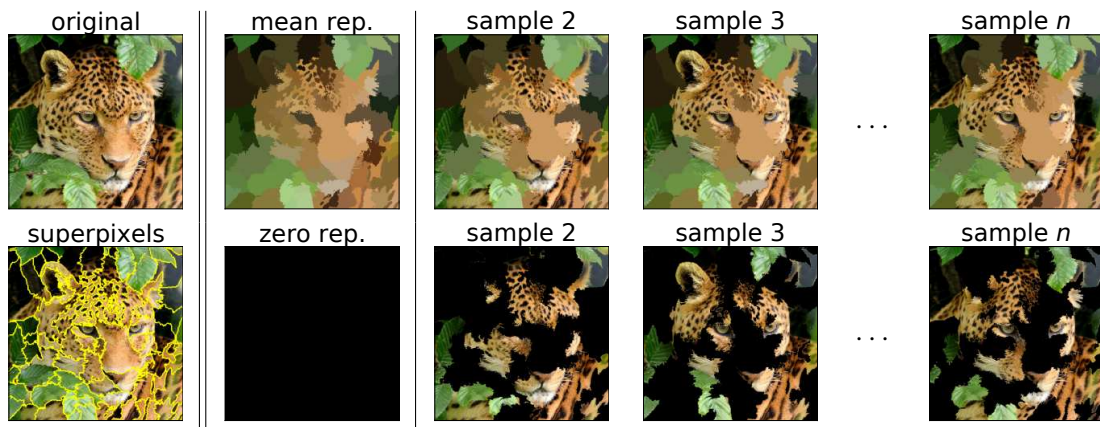 original mean rep. sample 2 sample 3 sample n
. . .
superpixels zero rep. sample 2 sample 3 sample n
. . .